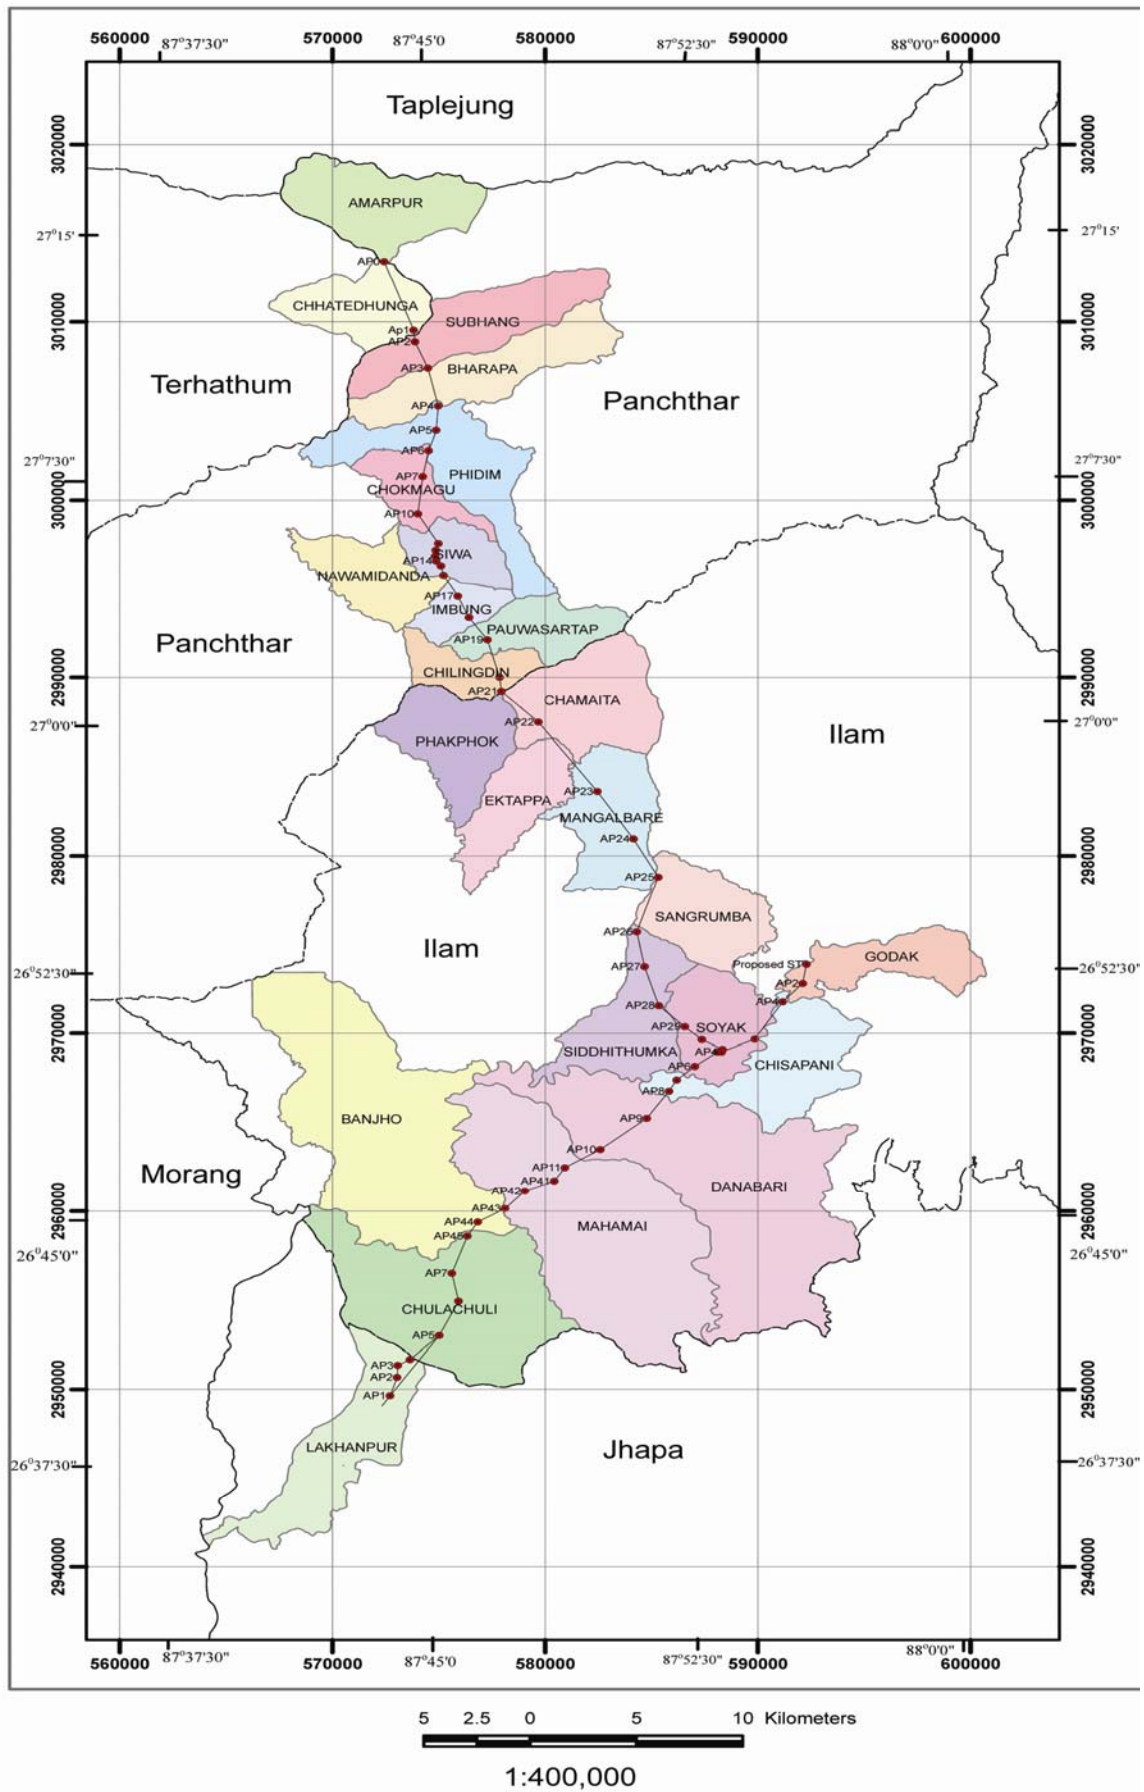 560000 87°37'30" 570000 87°45'0 580000 87°52'30" 590000 88°0'0" 600000
Taplejung
3020000 3020000
AMARPUR
27°15' 27°15'
AP0
CHHATEDHUNGA
SUBHANG
3010000 3010000
Ap1
AP2
AP3
BHARAPA
Terhathum
Panchthar
AP4
AP5
AP6
27°7'30" 27°7'30"
AP7
PHIDIM
CHOKMAGU
3000000 3000000
AP10
SIWA
AP14
NAWAMIDANDA
AP17
IMBUNG
PAUWASARTAP
AP19
Panchthar
CHILINGDIN
2990000 2990000
AP21
CHAMAITA
27°0'0" 27°0'0"
AP22
Ilam
PHAKPHOK
AP23
EKTAPPA
MANGALBARE
AP24
2980000 2980000
AP25
SANGRUMBA
AP26
Ilam
GODAK
Proposed ST
AP27
26°52'30" 26°52'30"
AP2
AP4
AP28
AP29
SOYAK
2970000 2970000
SIDDHITHUMKA
AP4
AP6
CHISAPANI
AP8
BANJHO
AP9
AP10
AP11
Morang
AP41
DANABARI
AP42
AP43
2960000 2960000
AP44
MAHAMAI
AP45
26°45'0" 26°45'0"
AP7
CHULACHULI
AP5
AP3
AP2
2950000 2950000
AP1
LAKHANPUR
Jhapa
26°37'30" 26°37'30"
2940000 2940000
560000 87°37'30" 570000 87°45'0 580000 87°52'30" 590000 88°0'0" 600000
5 2.5 0 5 10 Kilometers
1:400,000